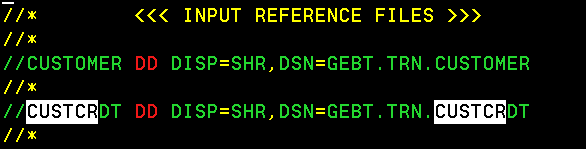 //*        <<< INPUT REFERENCE FILES >>>
//*
//CUSTOMER DD DISP=SHR,DSN=GEBT.TRN.CUSTOMER
//*
//CUSTCRDT DD DISP=SHR,DSN=GEBT.TRN.CUSTCRDT
//*